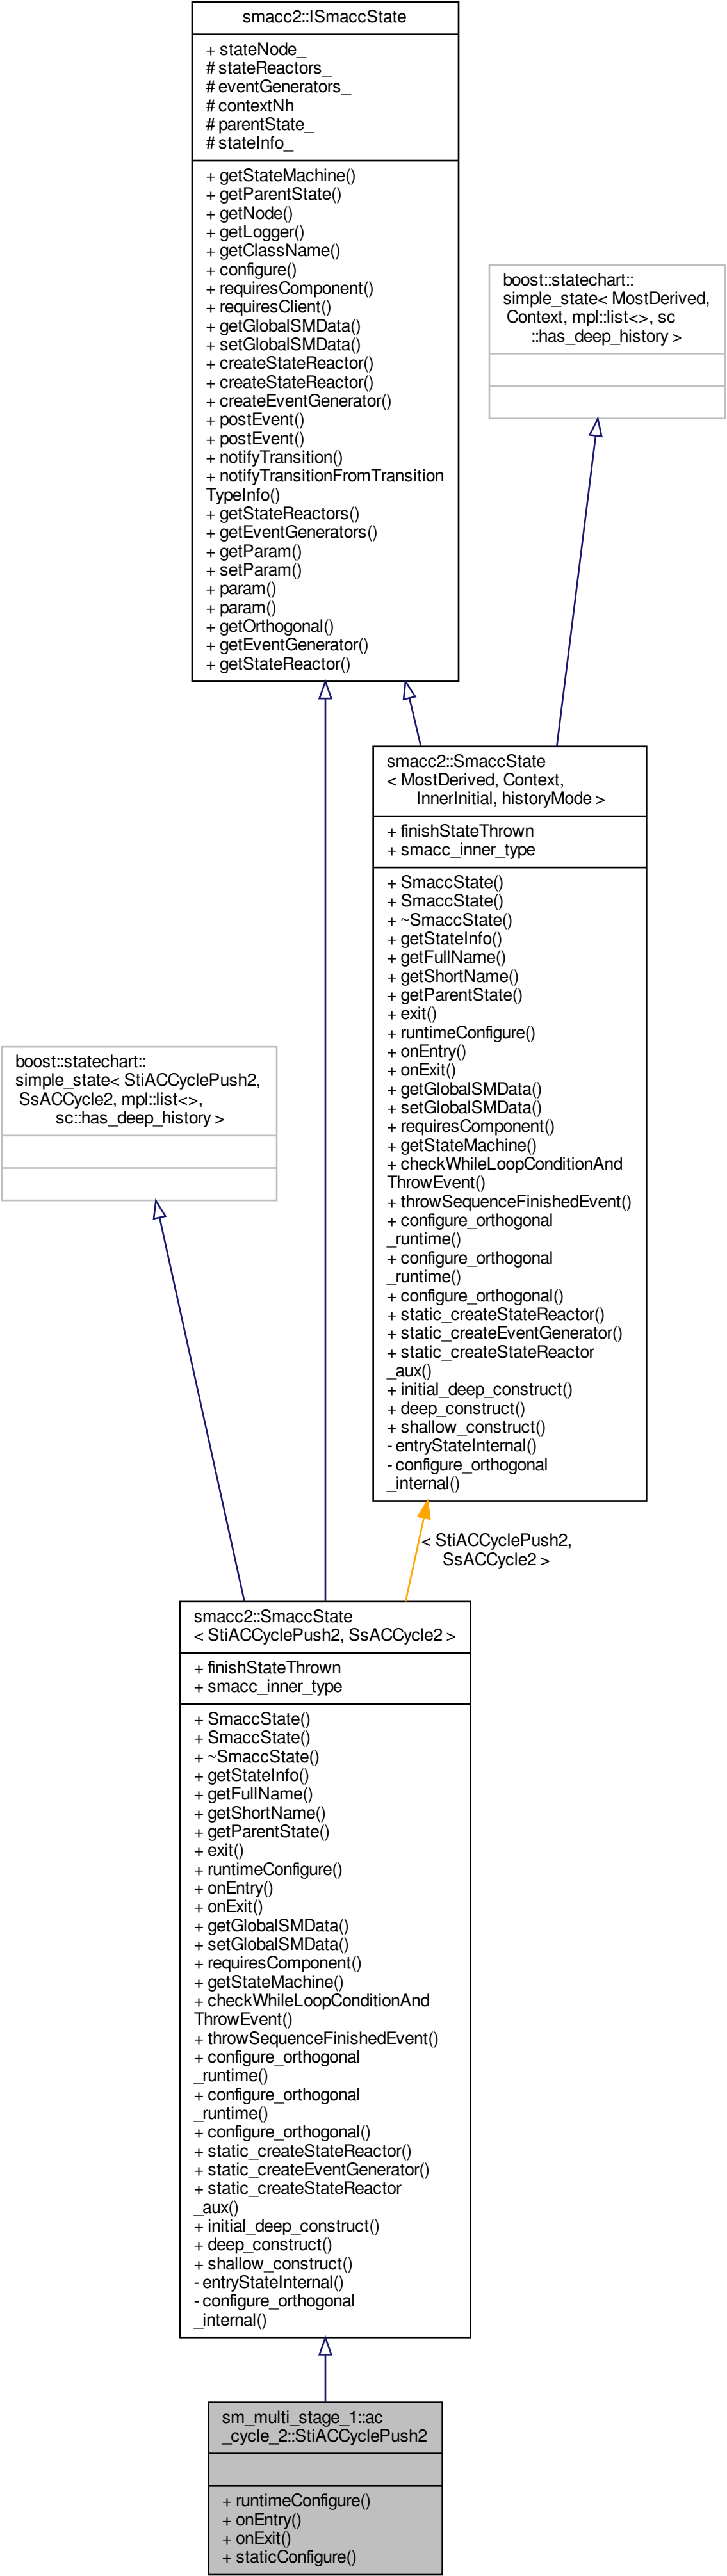 smacc2::ISmaccState
+ stateNode_
# stateReactors_
# eventGenerators_
# contextNh
# parentState_
# stateInfo_
+ getStateMachine()
+ getParentState()
+ getNode()
+ getLogger()
+ getClassName()
+ configure()
+ requiresComponent()
+ requiresClient()
+ getGlobalSMData()
+ setGlobalSMData()
+ createStateReactor()
+ createStateReactor()
+ createEventGenerator()
+ postEvent()
+ postEvent()
+ notifyTransition()
+ notifyTransitionFromTransition
TypeInfo()
+ getStateReactors()
+ getEventGenerators()
+ getParam()
+ setParam()
+ param()
+ param()
+ getOrthogonal()
+ getEventGenerator()
+ getStateReactor()
boost::statechart::
simple_state< MostDerived,
Context, mpl::list<>, sc
::has_deep_history >
smacc2::SmaccState
< MostDerived, Context,
InnerInitial, historyMode >
+ finishStateThrown
+ smacc_inner_type
+ SmaccState()
+ SmaccState()
+ ~SmaccState()
+ getStateInfo()
+ getFullName()
+ getShortName()
+ getParentState()
+ exit()
+ runtimeConfigure()
+ onEntry()
+ onExit()
+ getGlobalSMData()
+ setGlobalSMData()
+ requiresComponent()
+ getStateMachine()
+ checkWhileLoopConditionAnd
ThrowEvent()
+ throwSequenceFinishedEvent()
+ configure_orthogonal
_runtime()
+ configure_orthogonal
_runtime()
+ configure_orthogonal()
+ static_createStateReactor()
+ static_createEventGenerator()
+ static_createStateReactor
_aux()
+ initial_deep_construct()
+ deep_construct()
+ shallow_construct()
- entryStateInternal()
- configure_orthogonal
_internal()
boost::statechart::
simple_state< StiACCyclePush2,
SsACCycle2, mpl::list<>,
sc::has_deep_history >
< StiACCyclePush2,
SsACCycle2 >
smacc2::SmaccState
< StiACCyclePush2, SsACCycle2 >
+ finishStateThrown
+ smacc_inner_type
+ SmaccState()
+ SmaccState()
+ ~SmaccState()
+ getStateInfo()
+ getFullName()
+ getShortName()
+ getParentState()
+ exit()
+ runtimeConfigure()
+ onEntry()
+ onExit()
+ getGlobalSMData()
+ setGlobalSMData()
+ requiresComponent()
+ getStateMachine()
+ checkWhileLoopConditionAnd
ThrowEvent()
+ throwSequenceFinishedEvent()
+ configure_orthogonal
_runtime()
+ configure_orthogonal
_runtime()
+ configure_orthogonal()
+ static_createStateReactor()
+ static_createEventGenerator()
+ static_createStateReactor
_aux()
+ initial_deep_construct()
+ deep_construct()
+ shallow_construct()
- entryStateInternal()
- configure_orthogonal
_internal()
sm_multi_stage_1::ac
_cycle_2::StiACCyclePush2
+ runtimeConfigure()
+ onEntry()
+ onExit()
+ staticConfigure()